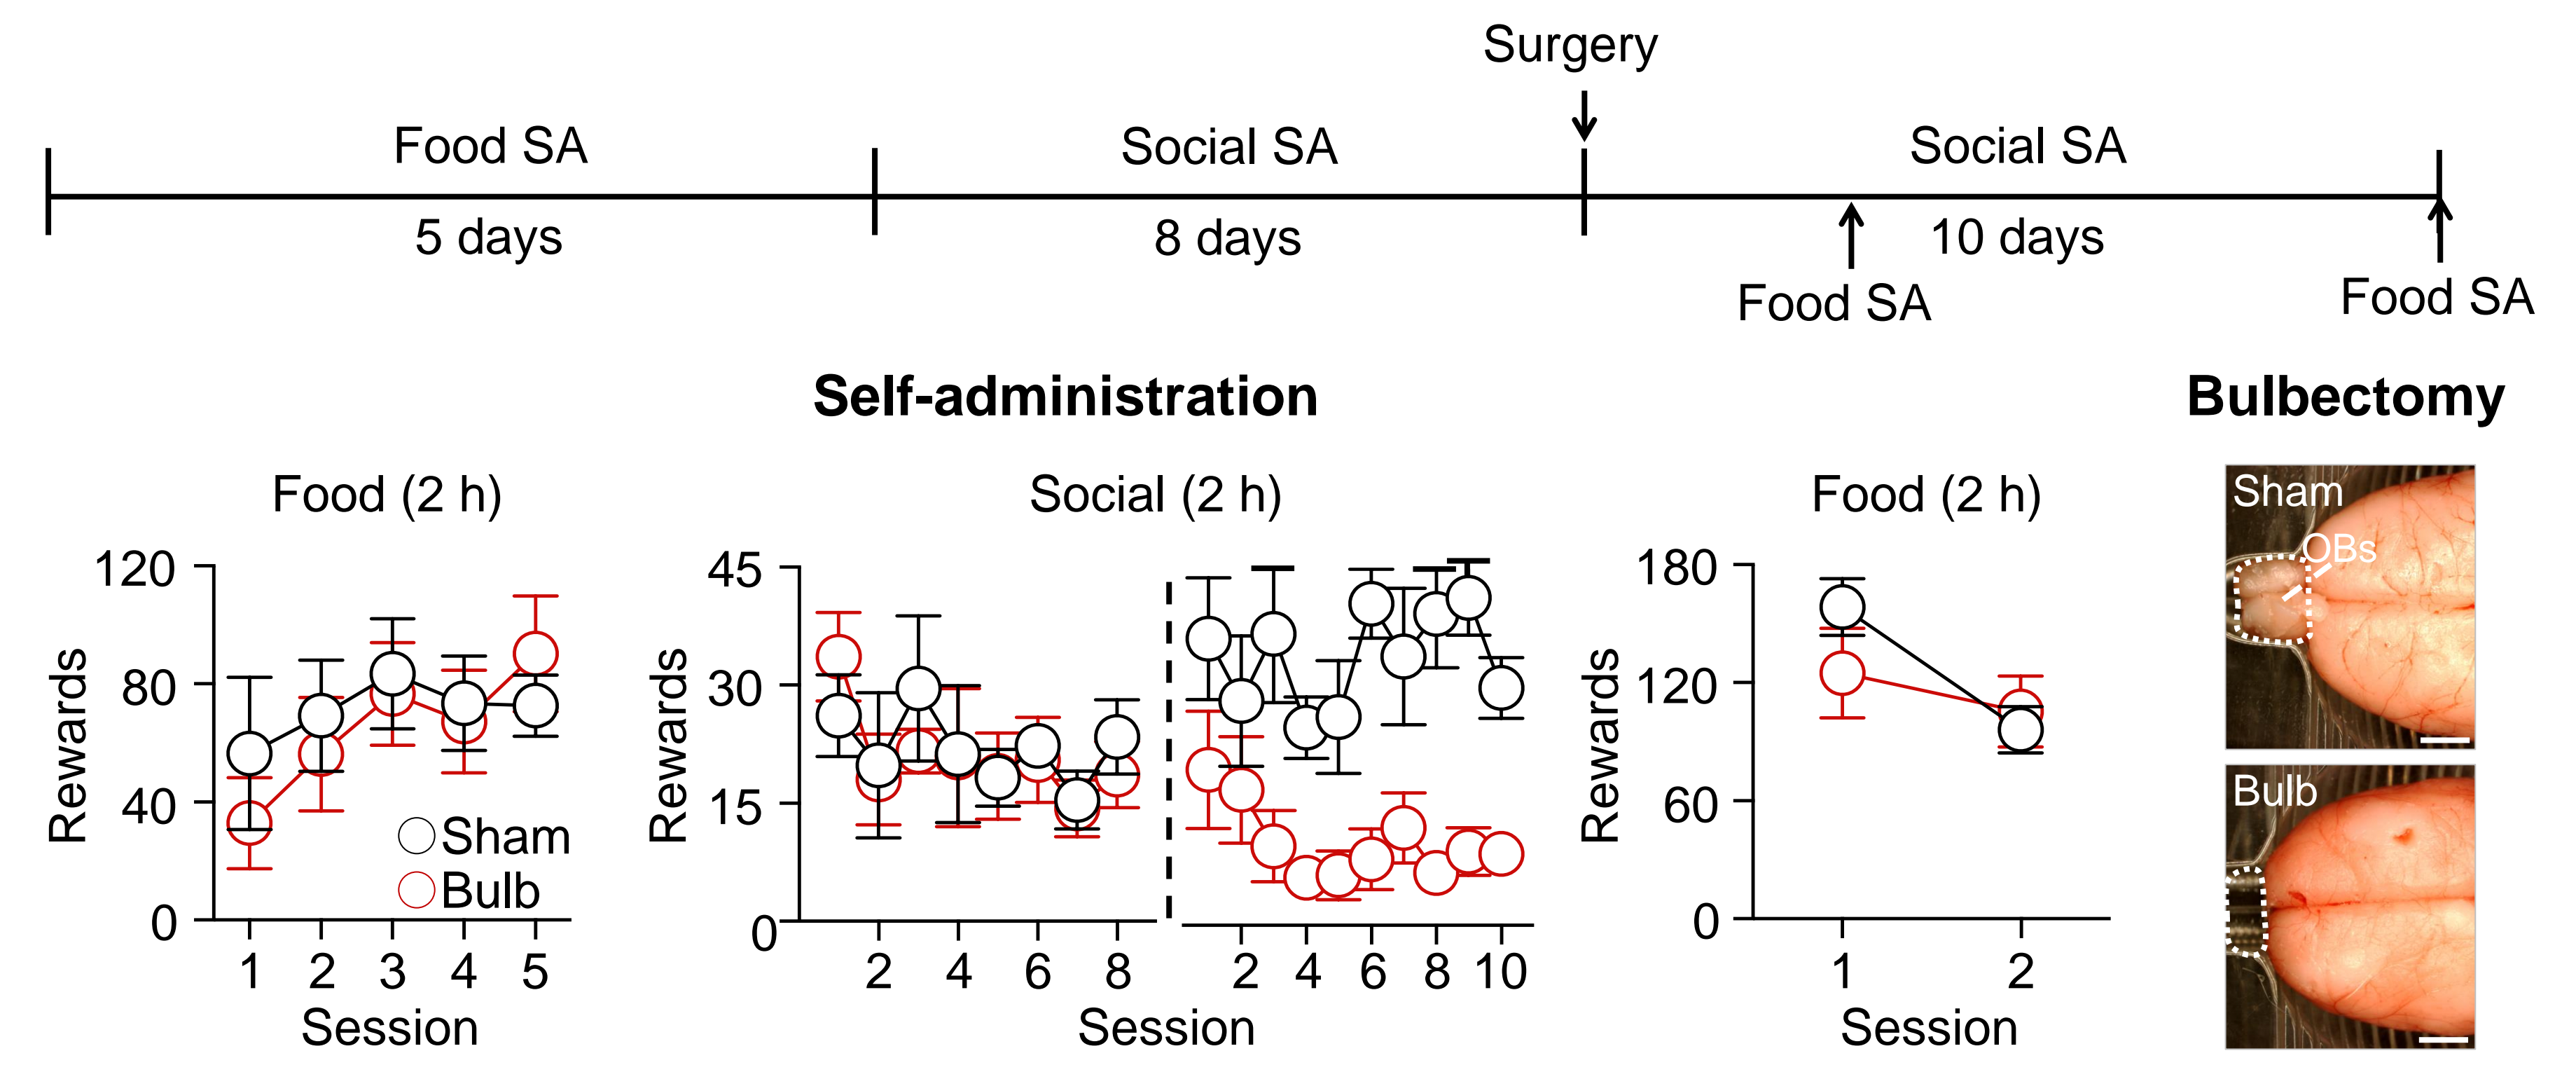 Surgery
Food SA
Social SA
Social SA
5 days
8 days
10 days
Food SA
Food SA
Self-administration
Bulbectomy
Food (2 h)
Social (2 h)
Food (2 h)
Rewards
120
80
40
0
1 2 3 4 5
Session
Sham
Bulb
Rewards
45
30
15
0
2 4 6 8
2 4 6 8 10
Session
Rewards
180
120
60
0
1 2
Session
Sham
OBs
Bulb